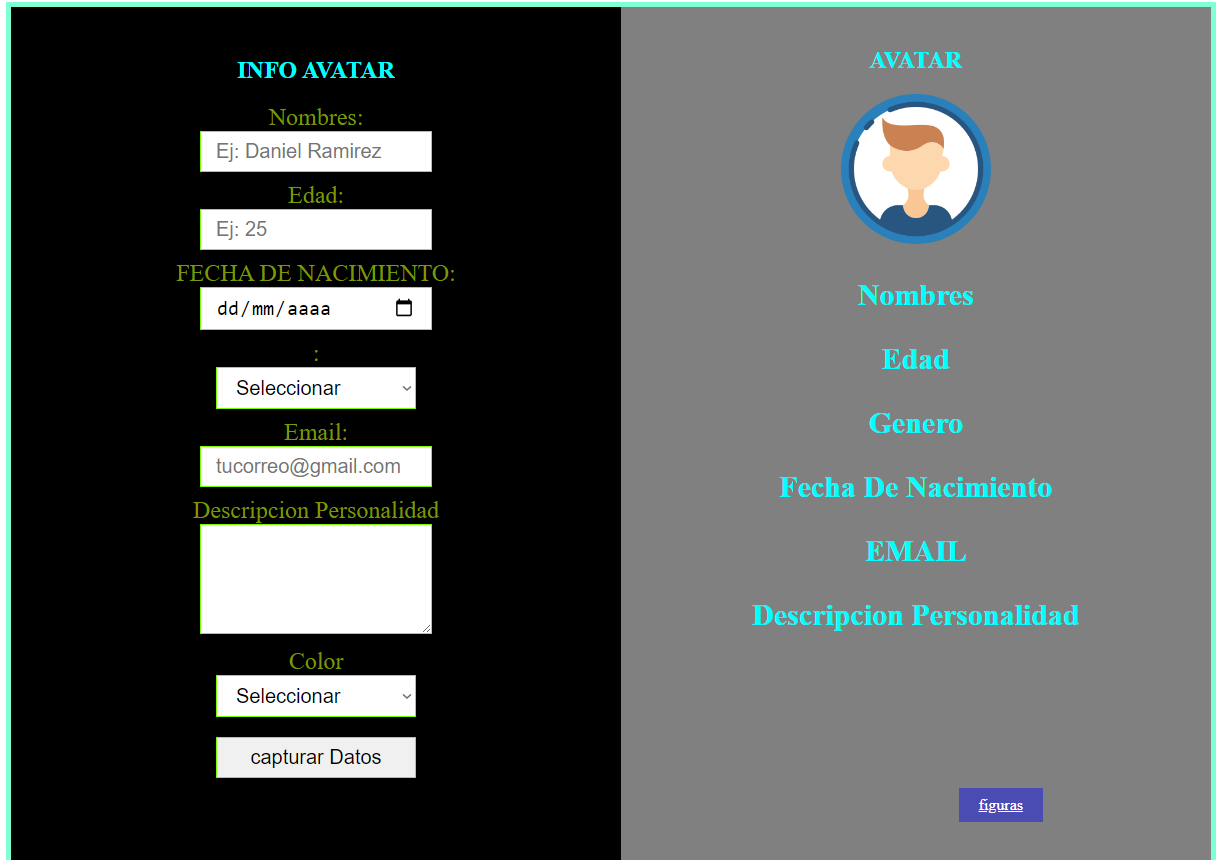 INFO AVATAR
Nombres:
Ej: Daniel Ramirez
Edad:
Ej: 25
FECHA DE NACIMIENTO:
dd/mm/aaaa
:
Seleccionar
Email:
tucorreo@gmail.com
Descripcion Personalidad
Color
Seleccionar
capturar Datos
AVATAR
Nombres
Edad
Genero
Fecha De Nacimiento
EMAIL
Descripcion Personalidad
figuras